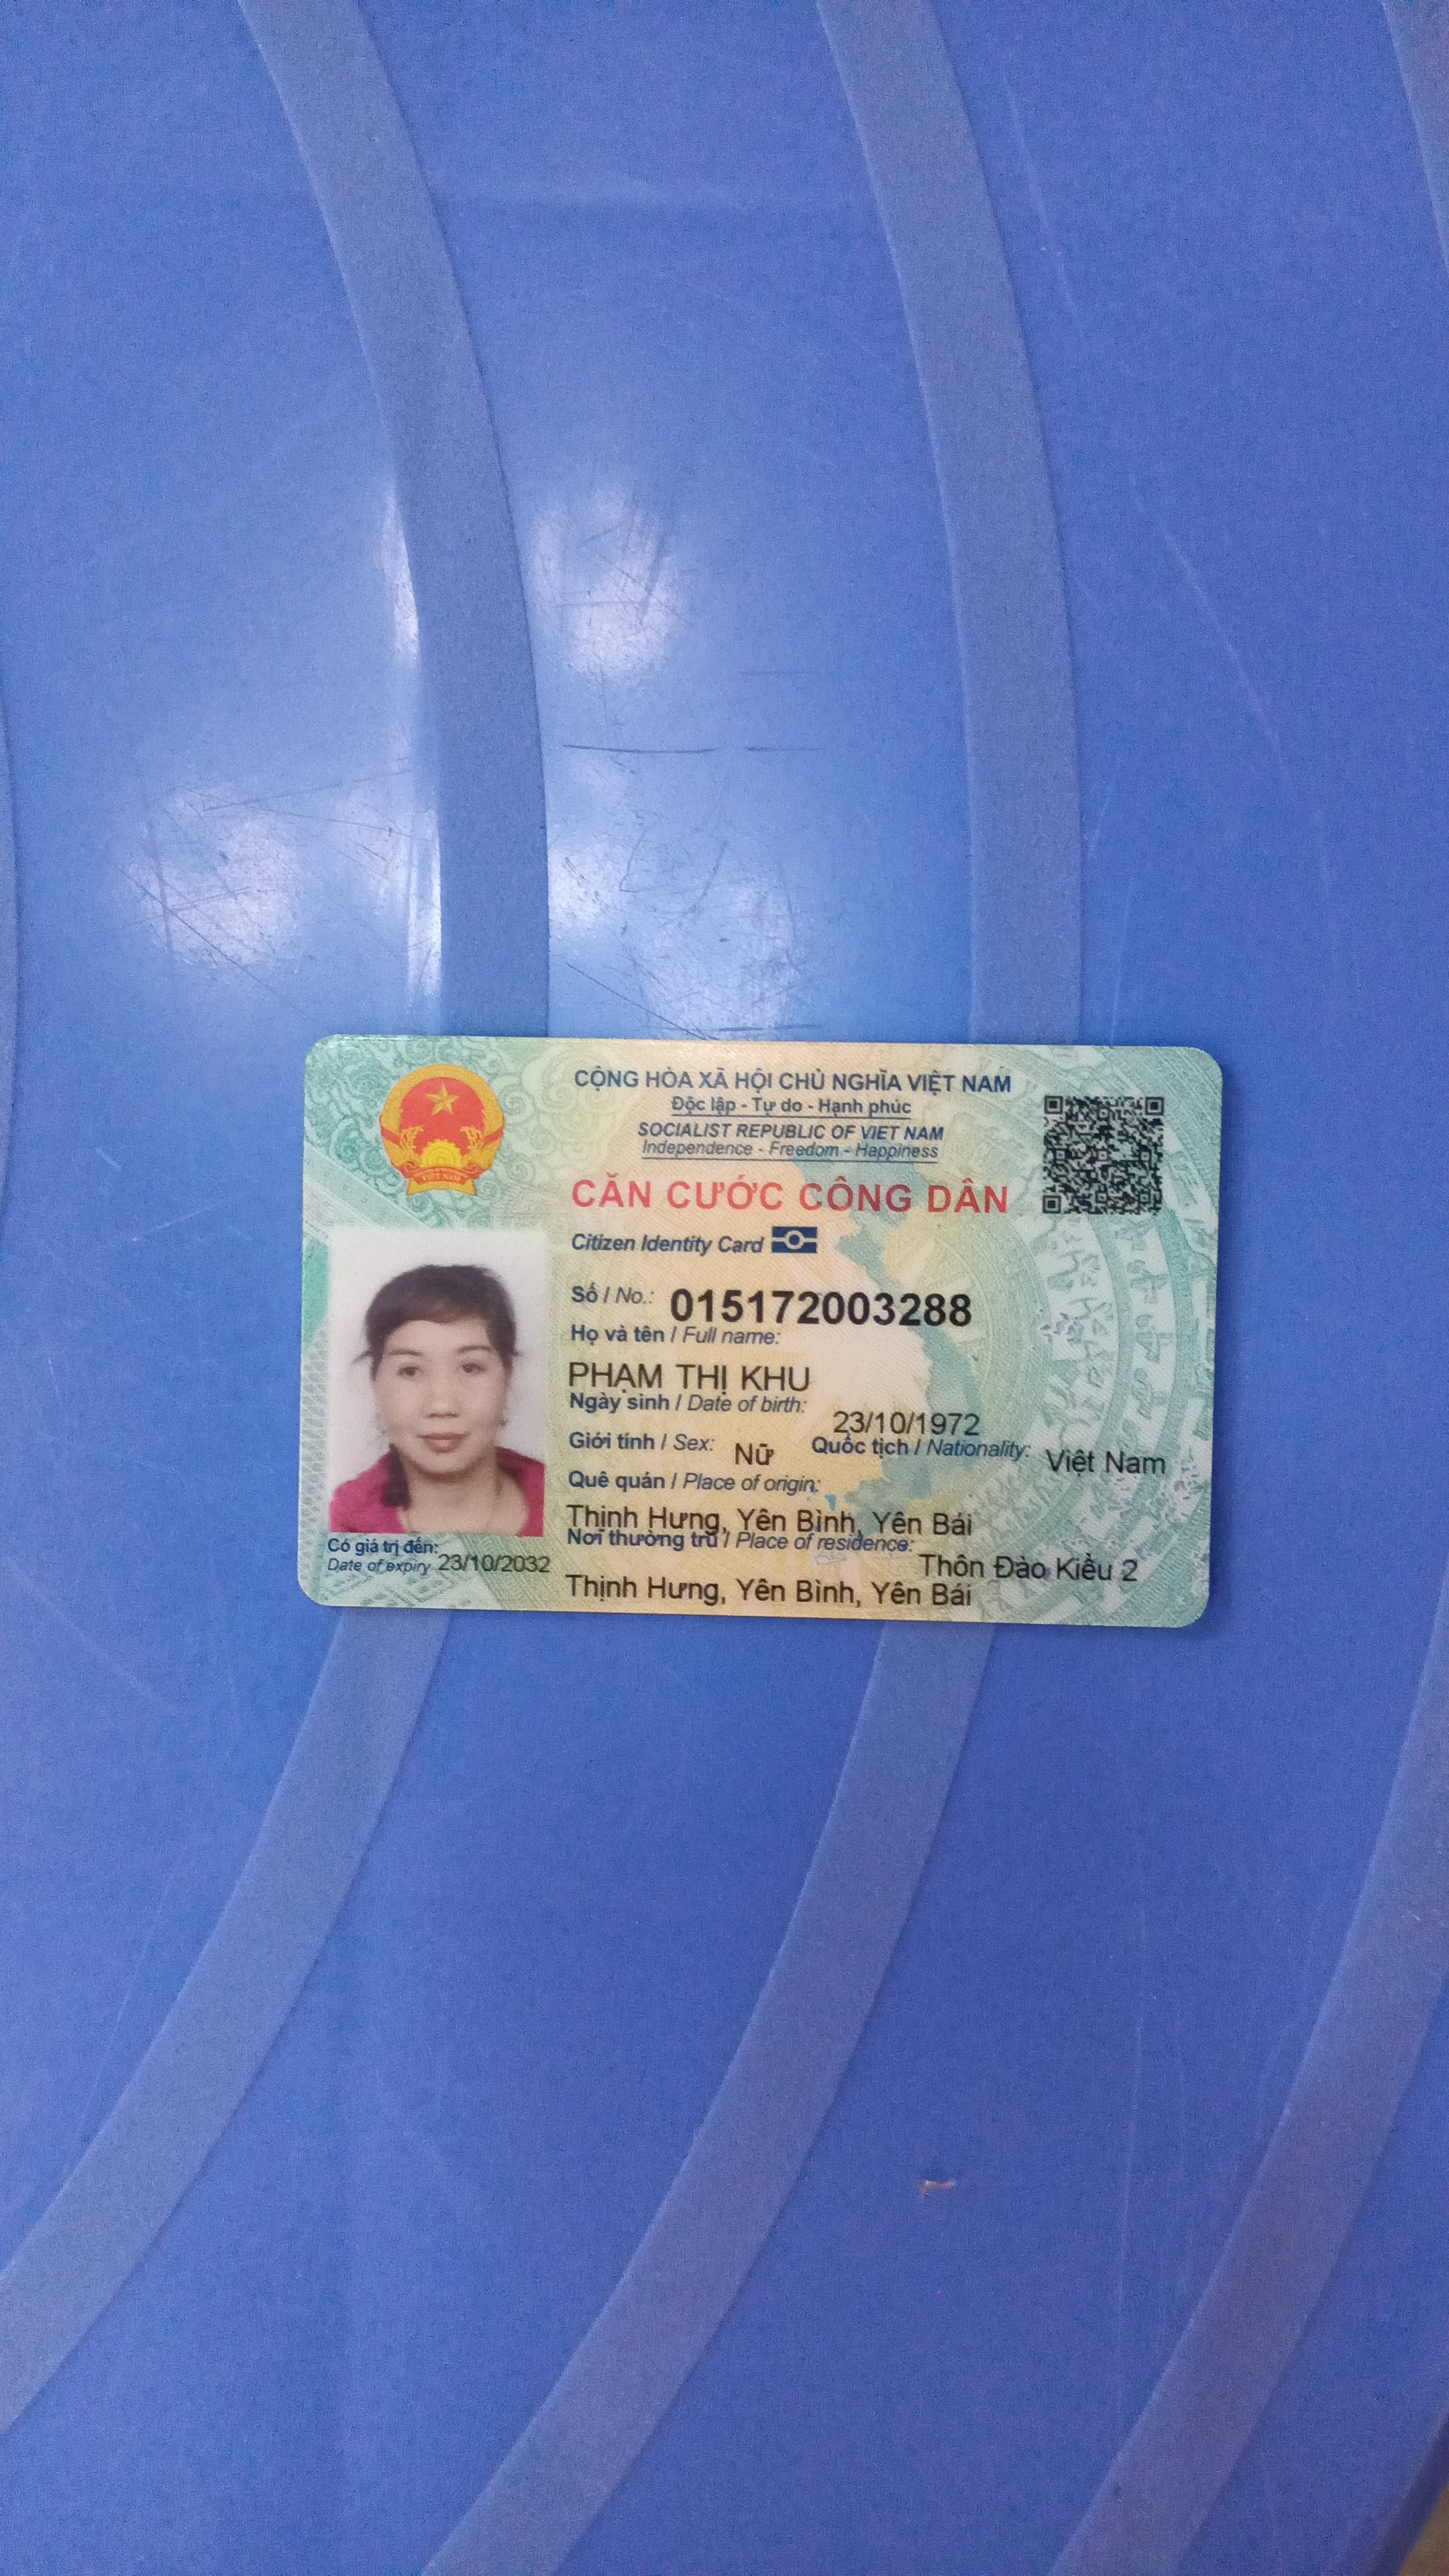 CỘNG HÒA XÃ HỘI CHỦ NGHĨA VIỆT NAM
Độc lập - Tự do - Hạnh phúc
SOCIALIST REPUBLIC OF VIET NAM
Independence - Freedom - Happiness
CĂN CƯỚC CÔNG DÂN
Citizen Identity Card
Số / No.: 015172003288
Họ và tên / Full name:
PHẠM THỊ KHU
Ngày sinh / Date of birth: 23/10/1972
Giới tính / Sex: Nữ Quốc tịch / Nationality: Việt Nam
Quê quán / Place of origin:
Thịnh Hưng, Yên Bình, Yên Bái
Nơi thường trú / Place of residence: Thôn Đào Kiều 2
Thịnh Hưng, Yên Bình, Yên Bái
Có giá trị đến:
Date of expiry 23/10/2032
VIỆT NAM